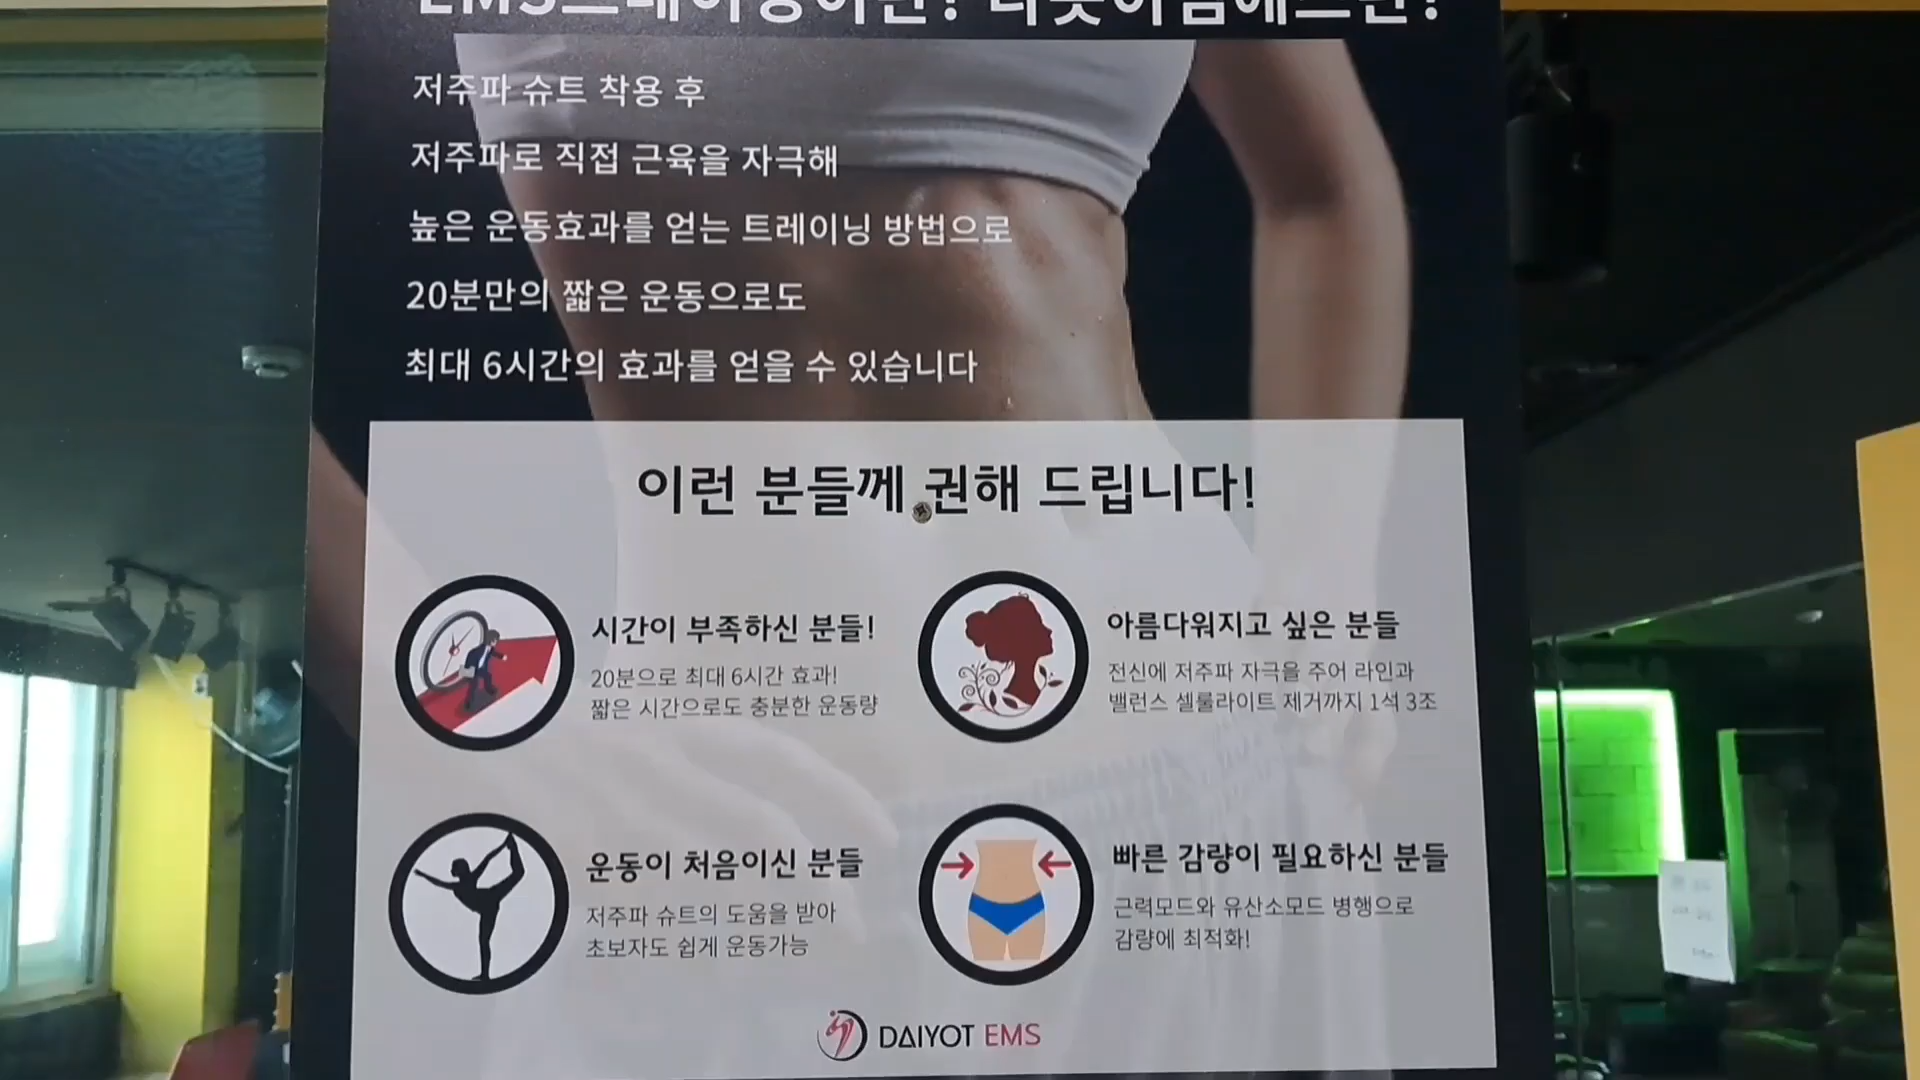 저주파 슈트 착용 후
저주파로 직접 근육을 자극해
높은 운동효과를 얻는 트레이닝 방법으로
20분만의 짧은 운동으로도
최대 6시간의 효과를 얻을 수 있습니다
이런 분들께 권해 드립니다!
시간이 부족하신 분들!
20분으로 최대 6시간 효과!
짧은 시간으로도 충분한 운동량
아름다워지고 싶은 분들
전신에 저주파 자극을 주어 라인과
밸런스 셀룰라이트 제거까지 1석 3조
운동이 처음이신 분들
저주파 슈트의 도움을 받아
초보자도 쉽게 운동가능
빠른 감량이 필요하신 분들
근력모드와 유산소모드 병행으로
감량에 최적화!
DAIYOT EMS